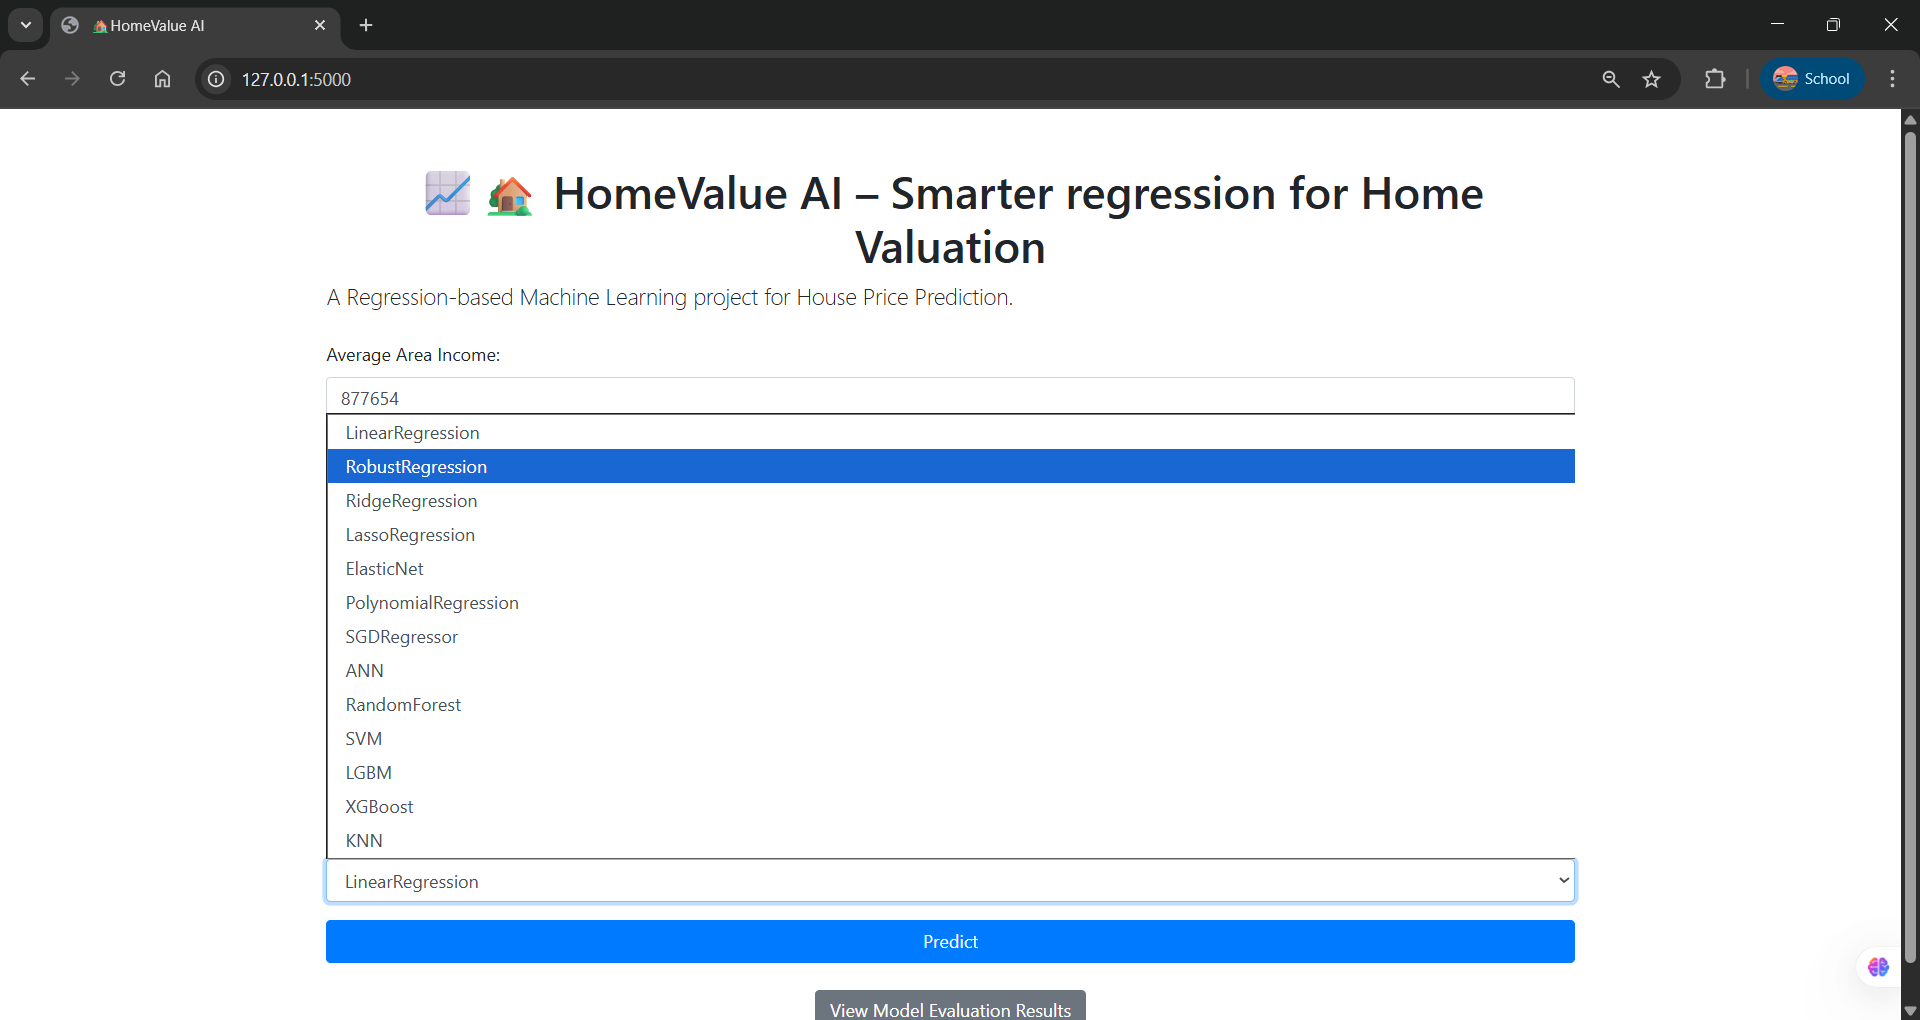 HomeValue AI
127.0.0.1:5000
School
HomeValue AI – Smarter regression for Home
Valuation
A Regression-based Machine Learning project for House Price Prediction.
Average Area Income:
877654
LinearRegression
RobustRegression
RidgeRegression
LassoRegression
ElasticNet
PolynomialRegression
SGDRegressor
ANN
RandomForest
SVM
LGBM
XGBoost
KNN
LinearRegression
Predict
View Model Evaluation Results